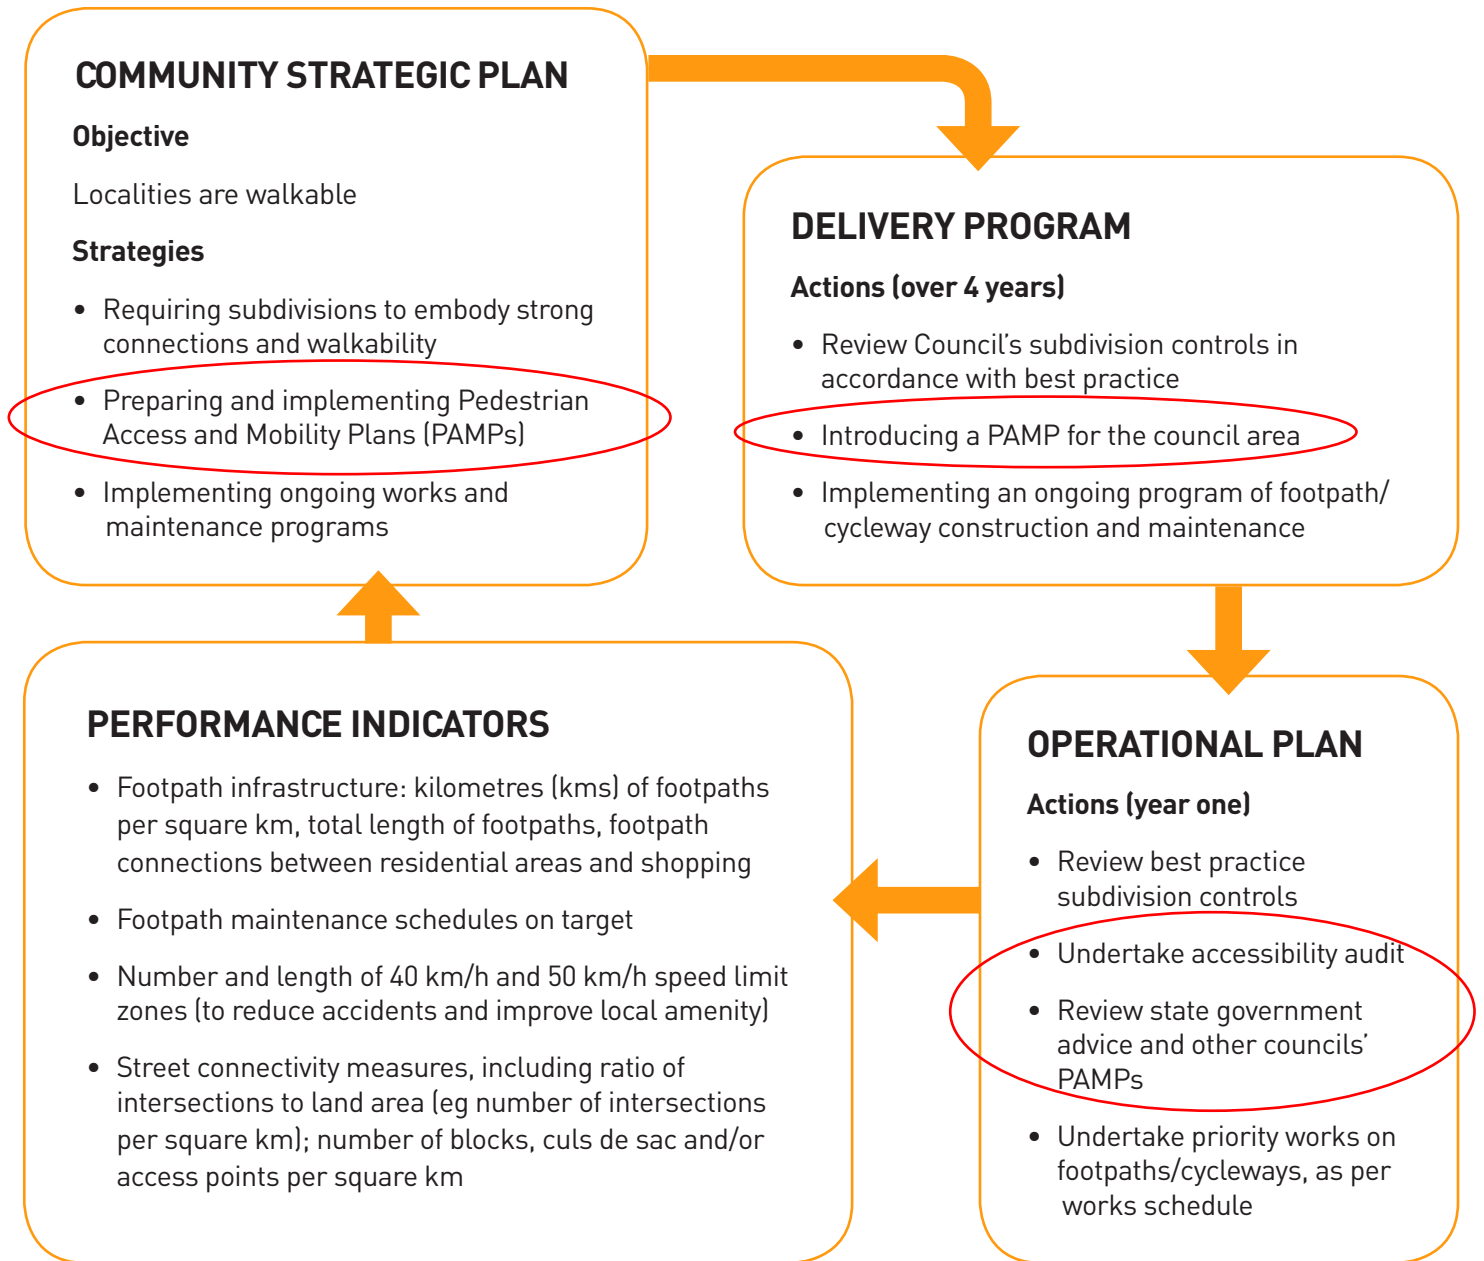 COMMUNITY STRATEGIC PLAN
Objective
Localities are walkable
Strategies
• Requiring subdivisions to embody strong
connections and walkability
• Preparing and implementing Pedestrian
Access and Mobility Plans (PAMPs)
• Implementing ongoing works and
maintenance programs
DELIVERY PROGRAM
Actions (over 4 years)
• Review Council's subdivision controls in
accordance with best practice
• Introducing a PAMP for the council area
• Implementing an ongoing program of footpath/
cycleway construction and maintenance
PERFORMANCE INDICATORS
• Footpath infrastructure: kilometres (kms) of footpaths
per square km, total length of footpaths, footpath
connections between residential areas and shopping
• Footpath maintenance schedules on target
• Number and length of 40 km/h and 50 km/h speed limit
zones (to reduce accidents and improve local amenity)
• Street connectivity measures, including ratio of
intersections to land area (eg number of intersections
per square km); number of blocks, culs de sac and/or
access points per square km
OPERATIONAL PLAN
Actions (year one)
• Review best practice
subdivision controls
• Undertake accessibility audit
• Review state government
advice and other councils'
PAMPs
• Undertake priority works on
footpaths/cycleways, as per
works schedule